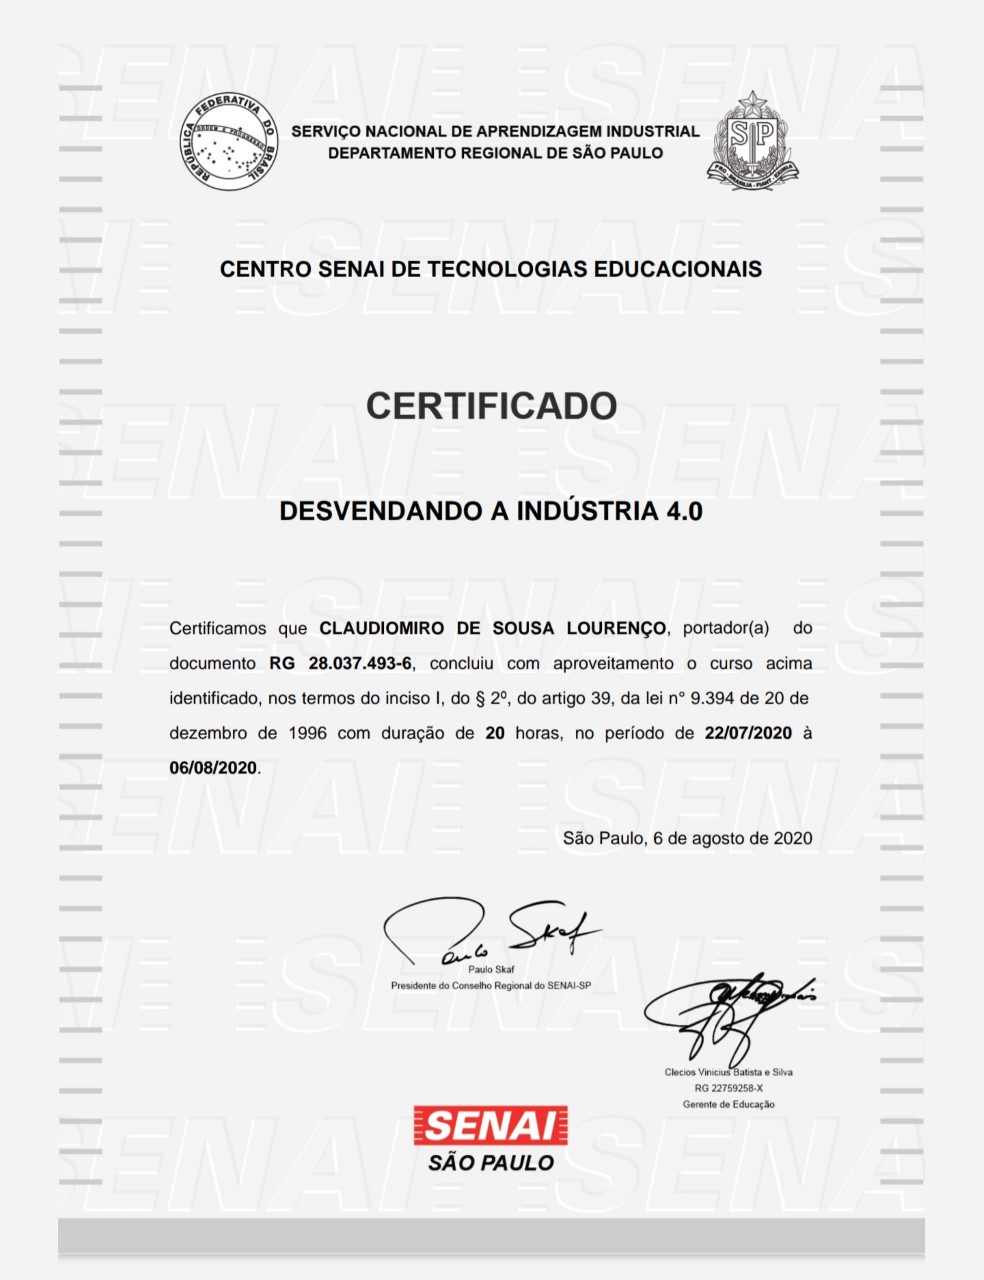 REPÚBLICA FEDERATIVA DO BRASIL
ORDEM E PROGRESSO
SERVIÇO NACIONAL DE APRENDIZAGEM INDUSTRIAL
DEPARTAMENTO REGIONAL DE SÃO PAULO
SP
PRO · BRASILIA · FIANT · EXIMIA
CENTRO SENAI DE TECNOLOGIAS EDUCACIONAIS
CERTIFICADO
DESVENDANDO A INDÚSTRIA 4.0
Certificamos que CLAUDIOMIRO DE SOUSA LOURENÇO, portador(a) do
documento RG 28.037.493-6, concluiu com aproveitamento o curso acima
identificado, nos termos do inciso I, do § 2º, do artigo 39, da lei n° 9.394 de 20 de
dezembro de 1996 com duração de 20 horas, no período de 22/07/2020 à
06/08/2020.
São Paulo, 6 de agosto de 2020
Paulo Skaf
Paulo Skaf
Presidente do Conselho Regional do SENAI-SP
Clecios Vinicius Batista e Silva
RG 22759258-X
Gerente de Educação
SENAI
SÃO PAULO